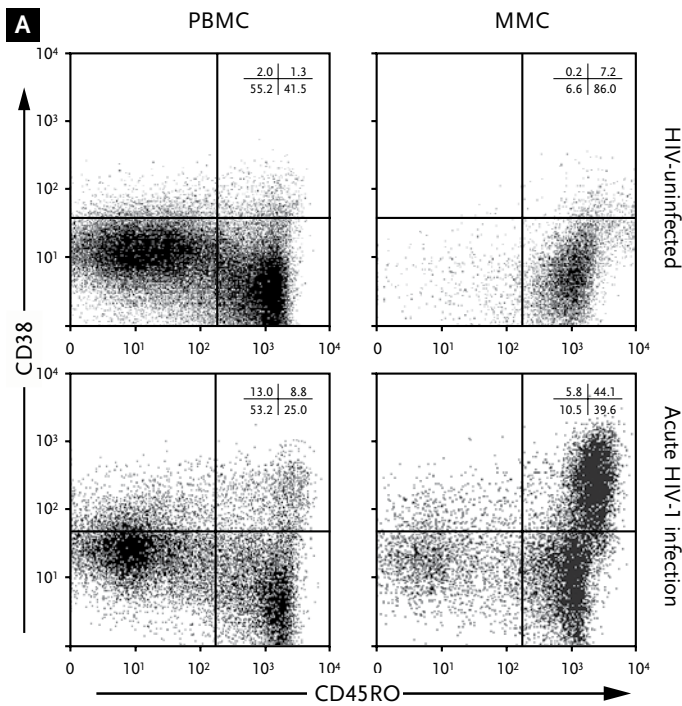 A
PBMC
MMC
10⁴
10³
10²
10¹
2.0 1.3
55.2 41.5
0.2 7.2
6.6 86.0
HIV-uninfected
0 10¹ 10² 10³ 10⁴
0 10¹ 10² 10³ 10⁴
CD38
10⁴
10³
10²
10¹
13.0 8.8
53.2 25.0
5.8 44.1
10.5 39.6
Acute HIV-1 infection
0 10¹ 10² 10³ 10⁴
0 10¹ 10² 10³ 10⁴
CD45RO